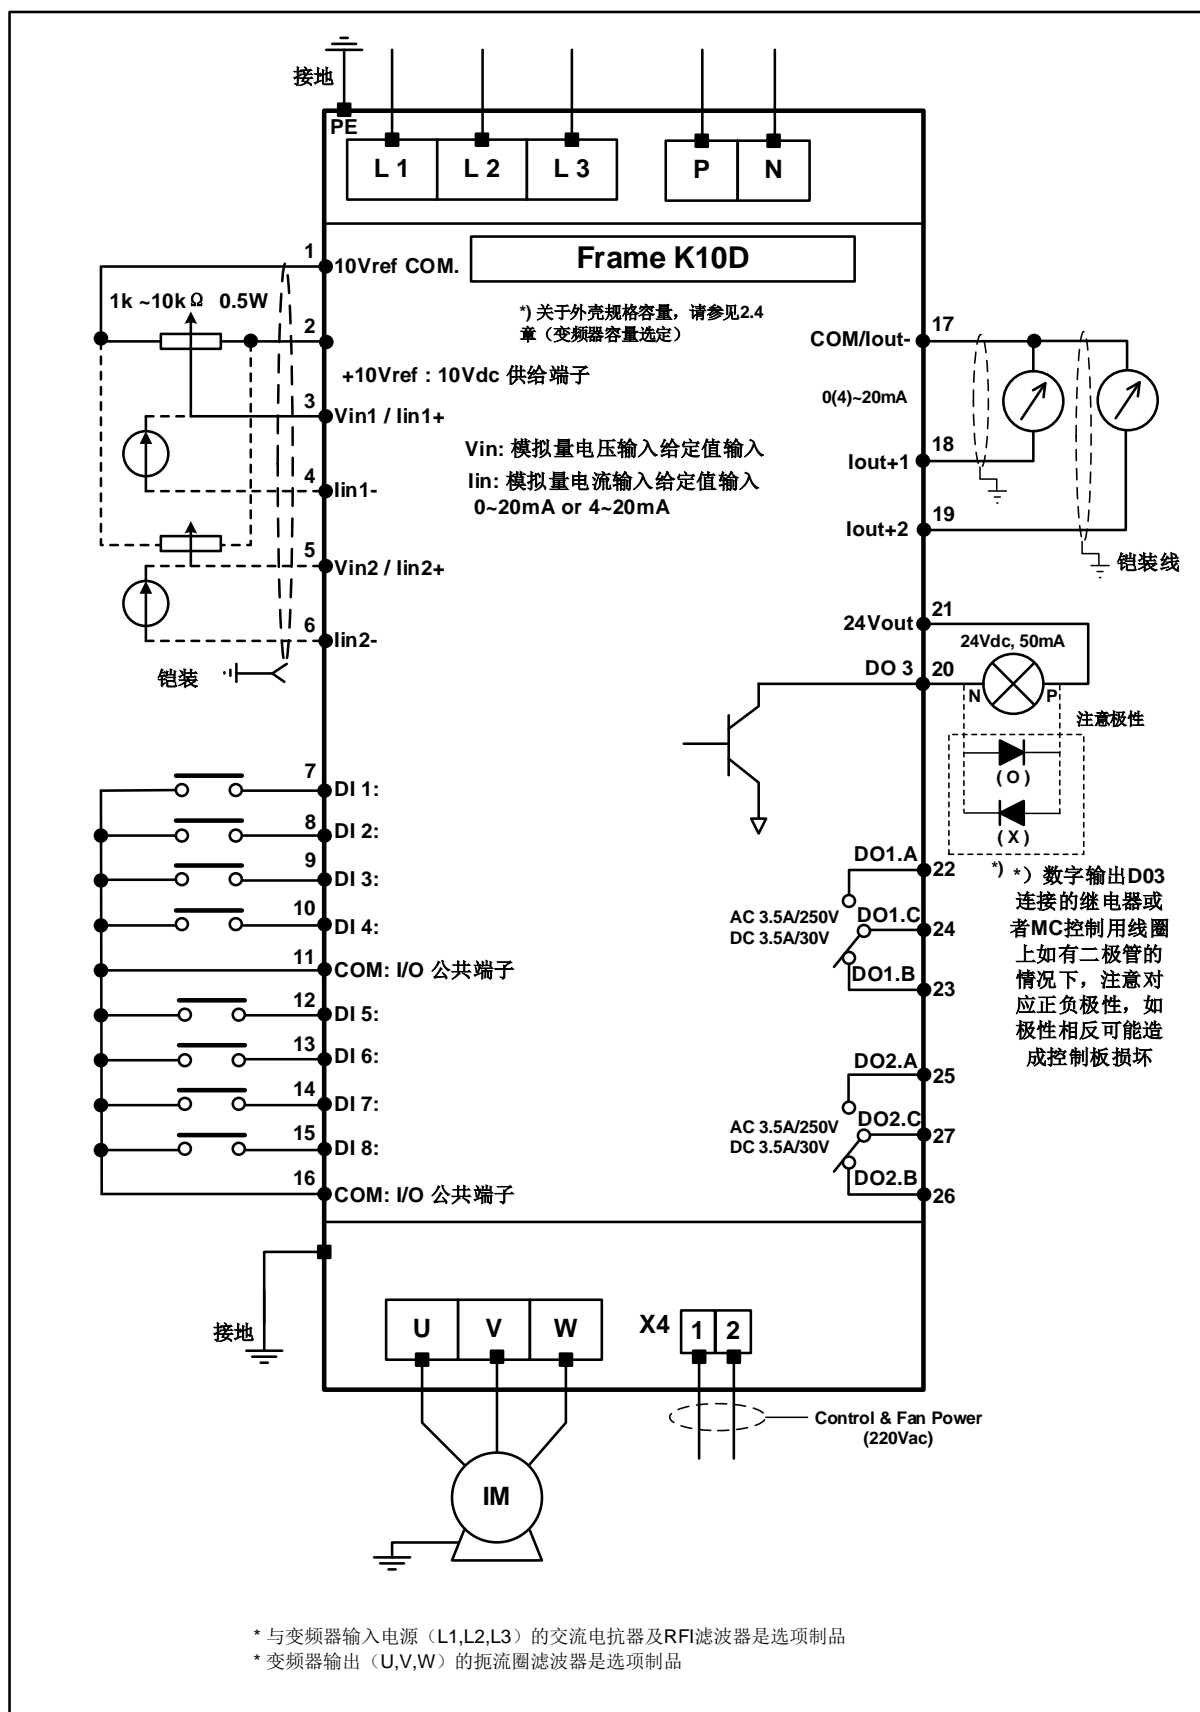 接地
PE
L 1
L 2
L 3
P
N
Frame K10D
*) 关于外壳规格容量，请参见2.4
章（变频器容量选定）
1
10Vref COM.
1k ~10k Ω 0.5W
2
+10Vref : 10Vdc 供给端子
3
Vin1 / Iin1+
Vin: 模拟量电压输入给定值输入
4
Iin1-
Iin: 模拟量电流输入给定值输入
0~20mA or 4~20mA
5
Vin2 / Iin2+
6
Iin2-
铠装
17
COM/Iout-
0(4)~20mA
18
Iout+1
19
Iout+2
铠装线
21
24Vout
24Vdc, 50mA
DO 3
20
N
P
注意极性
( O )
( X )
*)
*）数字输出D03
连接的继电器或
者MC控制用线圈
上如有二极管的
情况下，注意对
应正负极性，如
极性相反可能造
成控制板损坏
7
DI 1:
8
DI 2:
9
DI 3:
10
DI 4:
11
COM: I/O 公共端子
12
DI 5:
13
DI 6:
14
DI 7:
15
DI 8:
16
COM: I/O 公共端子
DO1.A
22
AC 3.5A/250V
DC 3.5A/30V
DO1.C
24
DO1.B
23
DO2.A
25
AC 3.5A/250V
DC 3.5A/30V
DO2.C
27
DO2.B
26
接地
U
V
W
X4
1
2
Control & Fan Power
(220Vac)
IM
* 与变频器输入电源（L1,L2,L3）的交流电抗器及RFI滤波器是选项制品
* 变频器输出（U,V,W）的扼流圈滤波器是选项制品